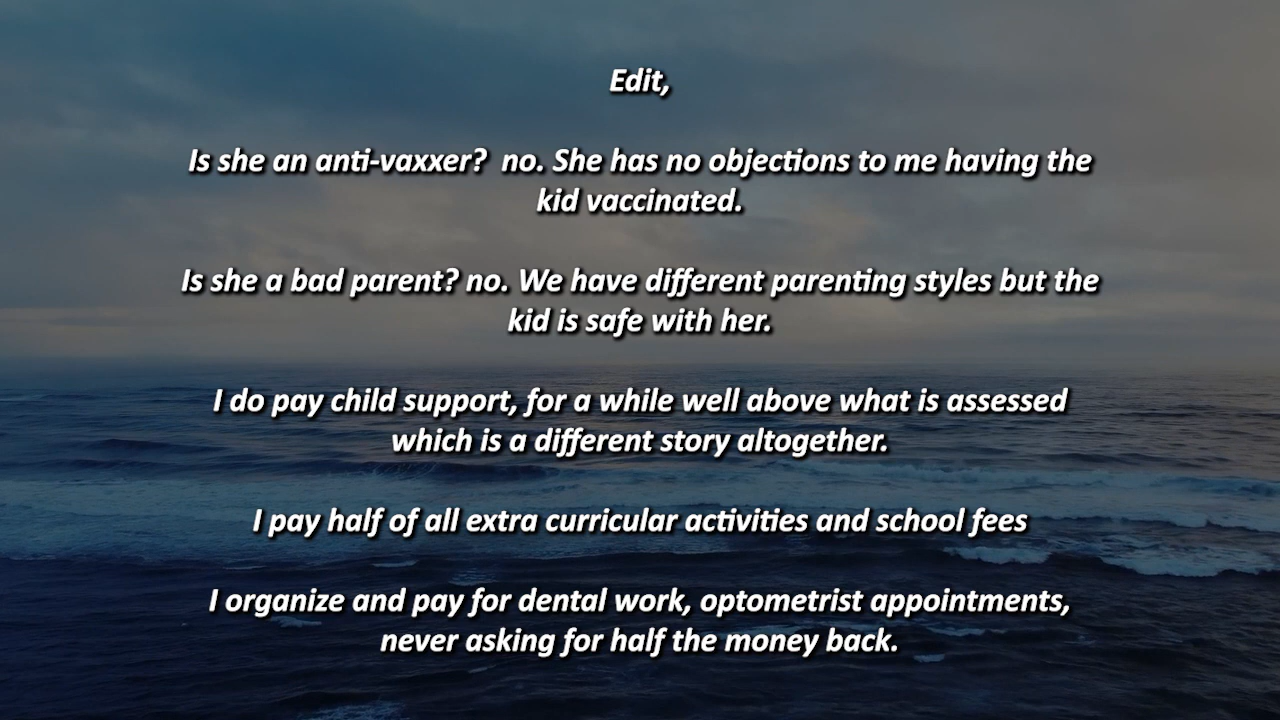 Edit,
Is she an anti-vaxxer?  no. She has no objections to me having the
kid vaccinated.
Is she a bad parent? no. We have different parenting styles but the
kid is safe with her.
I do pay child support, for a while well above what is assessed
which is a different story altogether.
I pay half of all extra curricular activities and school fees
I organize and pay for dental work, optometrist appointments,
never asking for half the money back.